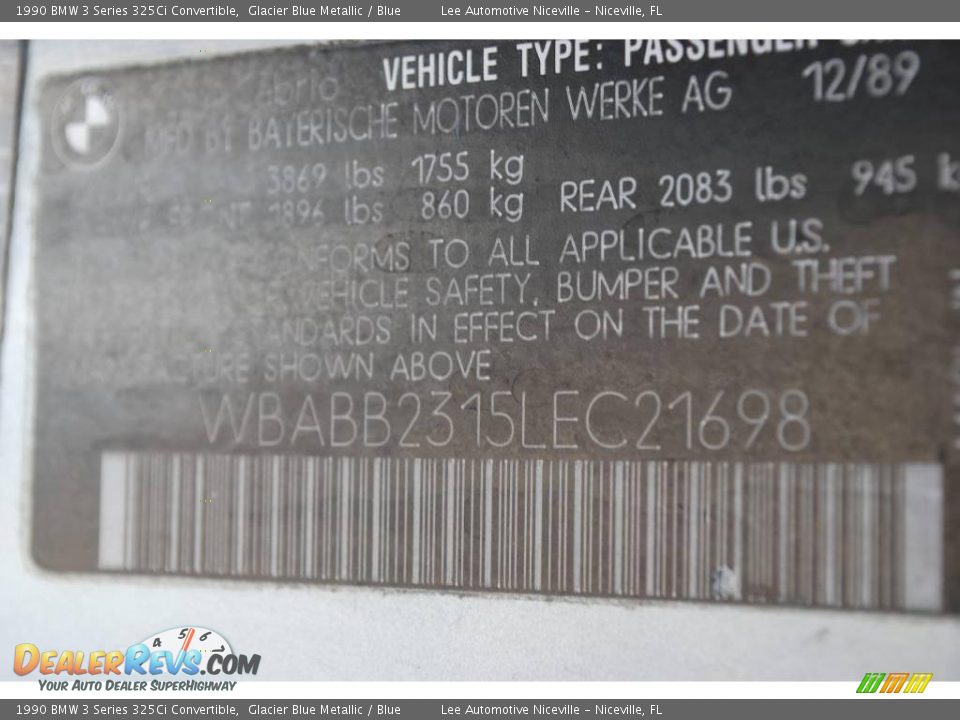 1990 BMW 3 Series 325Ci Convertible, Glacier Blue Metallic / Blue Lee Automotive Niceville - Niceville, FL
VEHICLE TYPE: PASSENGER
MFD BY BAYERISCHE MOTOREN WERKE AG 12/89
3869 lbs 1755 kg
1896 lbs 860 kg REAR 2083 lbs 945
TO ALL APPLICABLE U.S.
VEHICLE SAFETY, BUMPER AND THEFT
IN EFFECT ON THE DATE OF
SHOWN ABOVE
WBABB2315LEC21698
4 5 6
DEALERREVS.COM
YOUR AUTO DEALER SUPERHIGHWAY
1990 BMW 3 Series 325Ci Convertible, Glacier Blue Metallic / Blue Lee Automotive Niceville - Niceville, FL